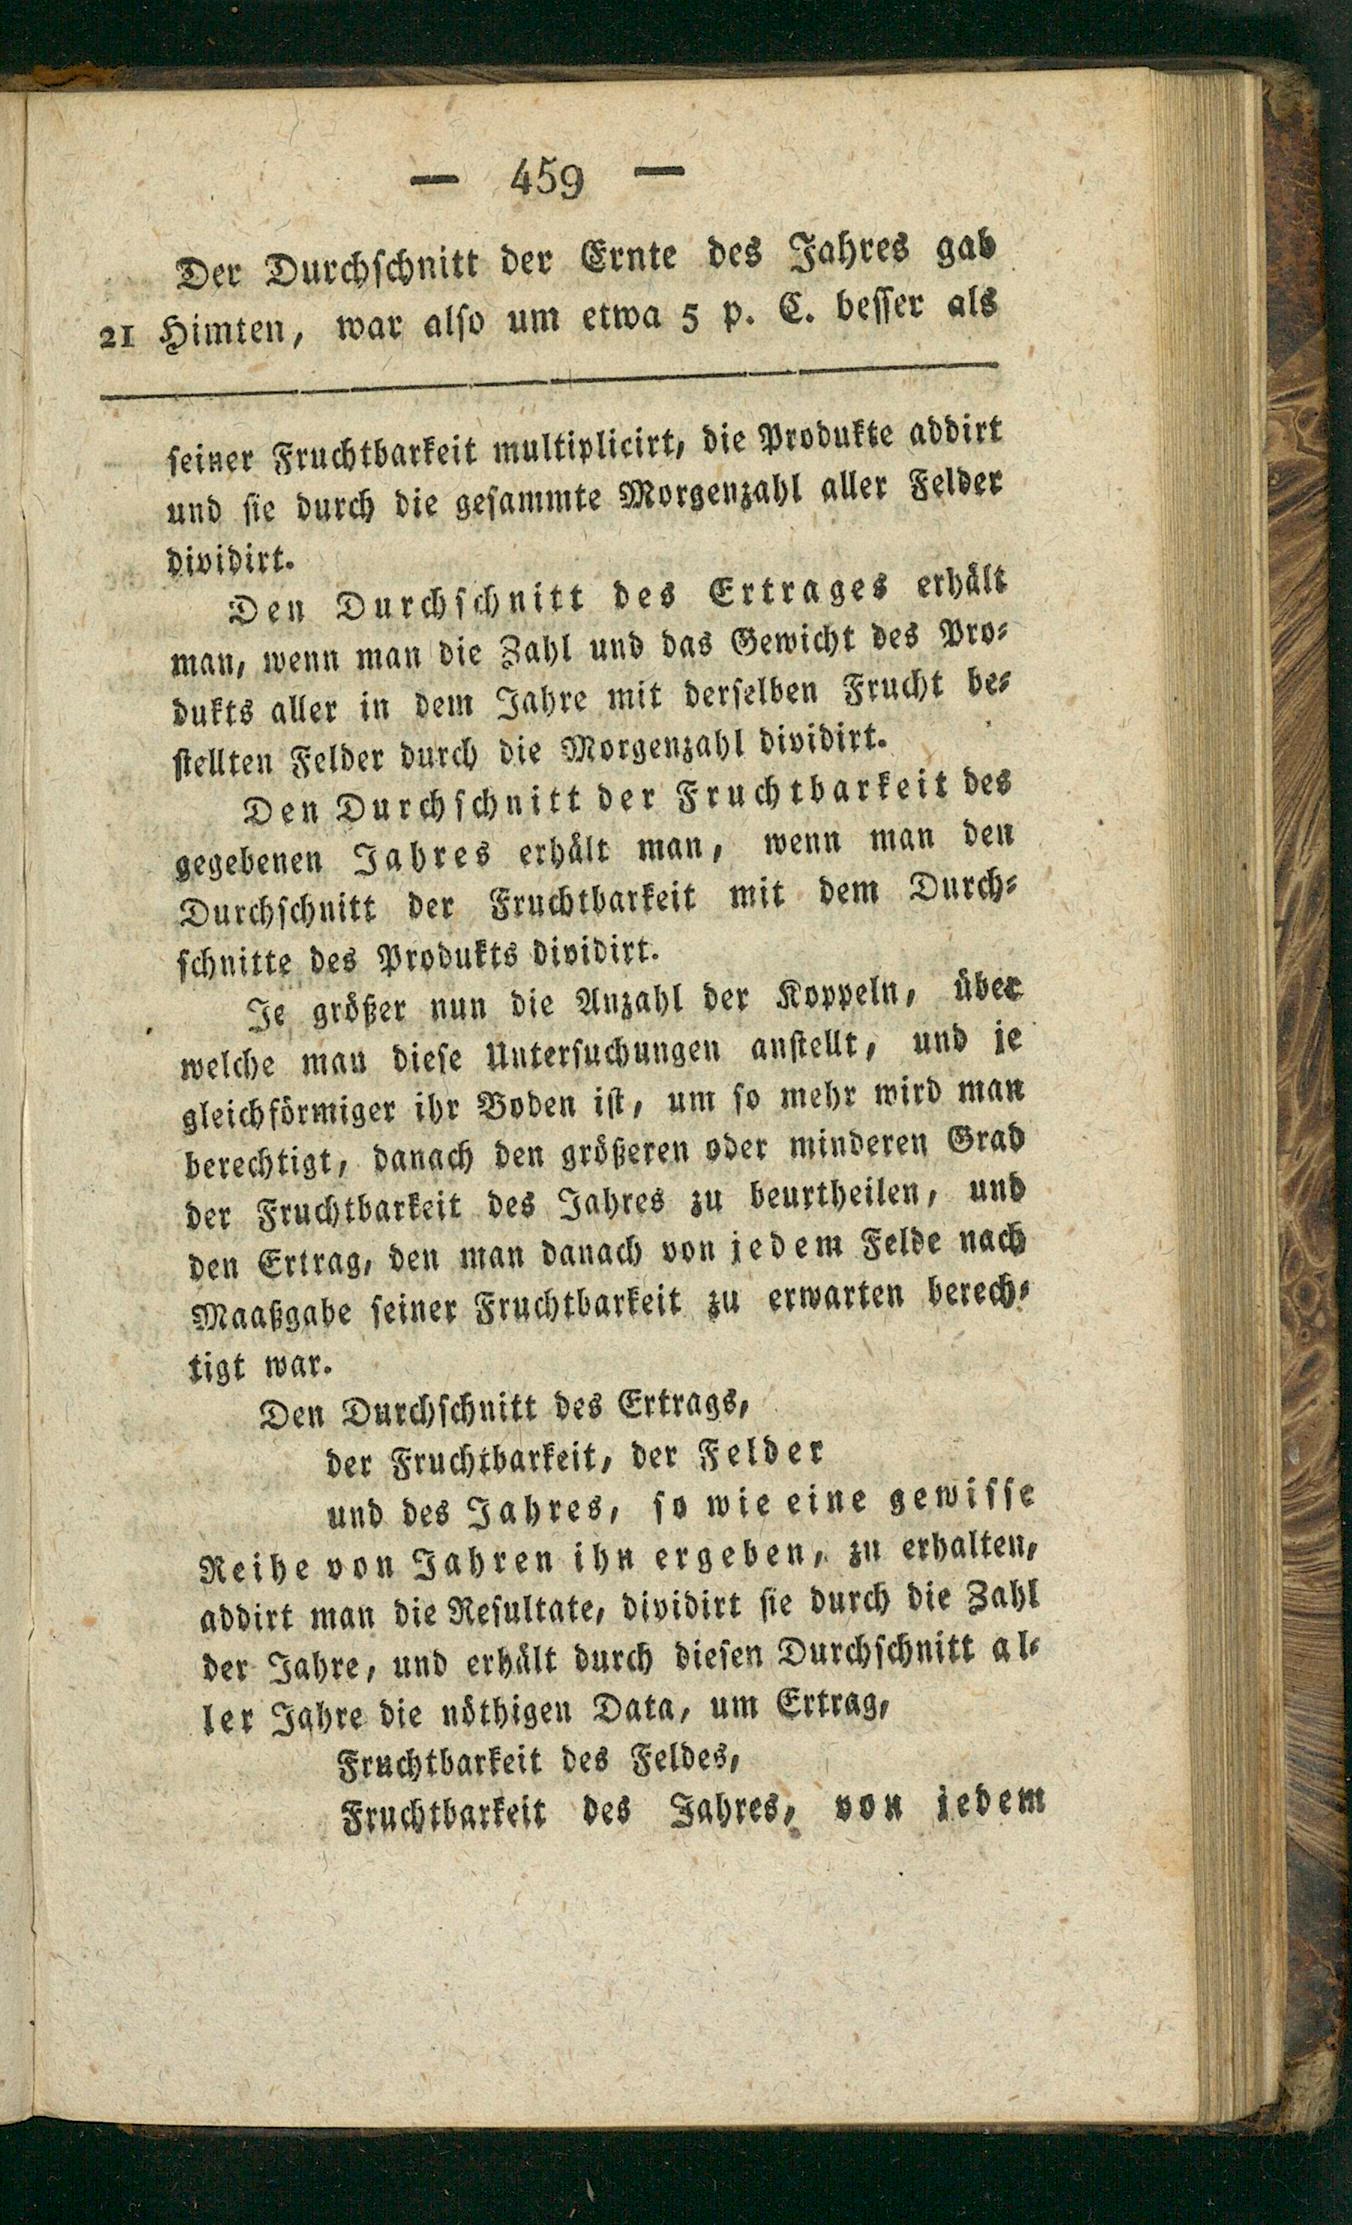 — 459 —
Der Durchschnitt der Ernte des Jahres gab
21 Himten, war also um etwa 5 p. C. besser als
seiner Fruchtbarkeit multiplicirt, die Produkte addirt
und sie durch die gesammte Morgenzahl aller Felder
dividirt.
Den Durchschnitt des Ertrages erhält
man, wenn man die Zahl und das Gewicht des Pro-
dukts aller in dem Jahre mit derselben Frucht be-
stellten Felder durch die Morgenzahl dividirt.
Den Durchschnitt der Fruchtbarkeit des
gegebenen Jahres erhält man, wenn man den
Durchschnitt der Fruchtbarkeit mit dem Durch-
schnitte des Produkts dividirt.
Je größer nun die Anzahl der Koppeln, über
welche man diese Untersuchungen anstellt, und je
gleichförmiger ihr Boden ist, um so mehr wird man
berechtigt, danach den größeren oder minderen Grad
der Fruchtbarkeit des Jahres zu beurtheilen, und
den Ertrag, den man danach von jedem Felde nach
Maaßgabe seiner Fruchtbarkeit zu erwarten berech-
tigt war.
Den Durchschnitt des Ertrags,
der Fruchtbarkeit, der Felder
und des Jahres, so wie eine gewisse
Reihe von Jahren ihn ergeben, zu erhalten,
addirt man die Resultate, dividirt sie durch die Zahl
der Jahre, und erhält durch diesen Durchschnitt al-
ler Jahre die nöthigen Data, um Ertrag,
Fruchtbarkeit des Feldes,
Fruchtbarkeit des Jahres, von jedem